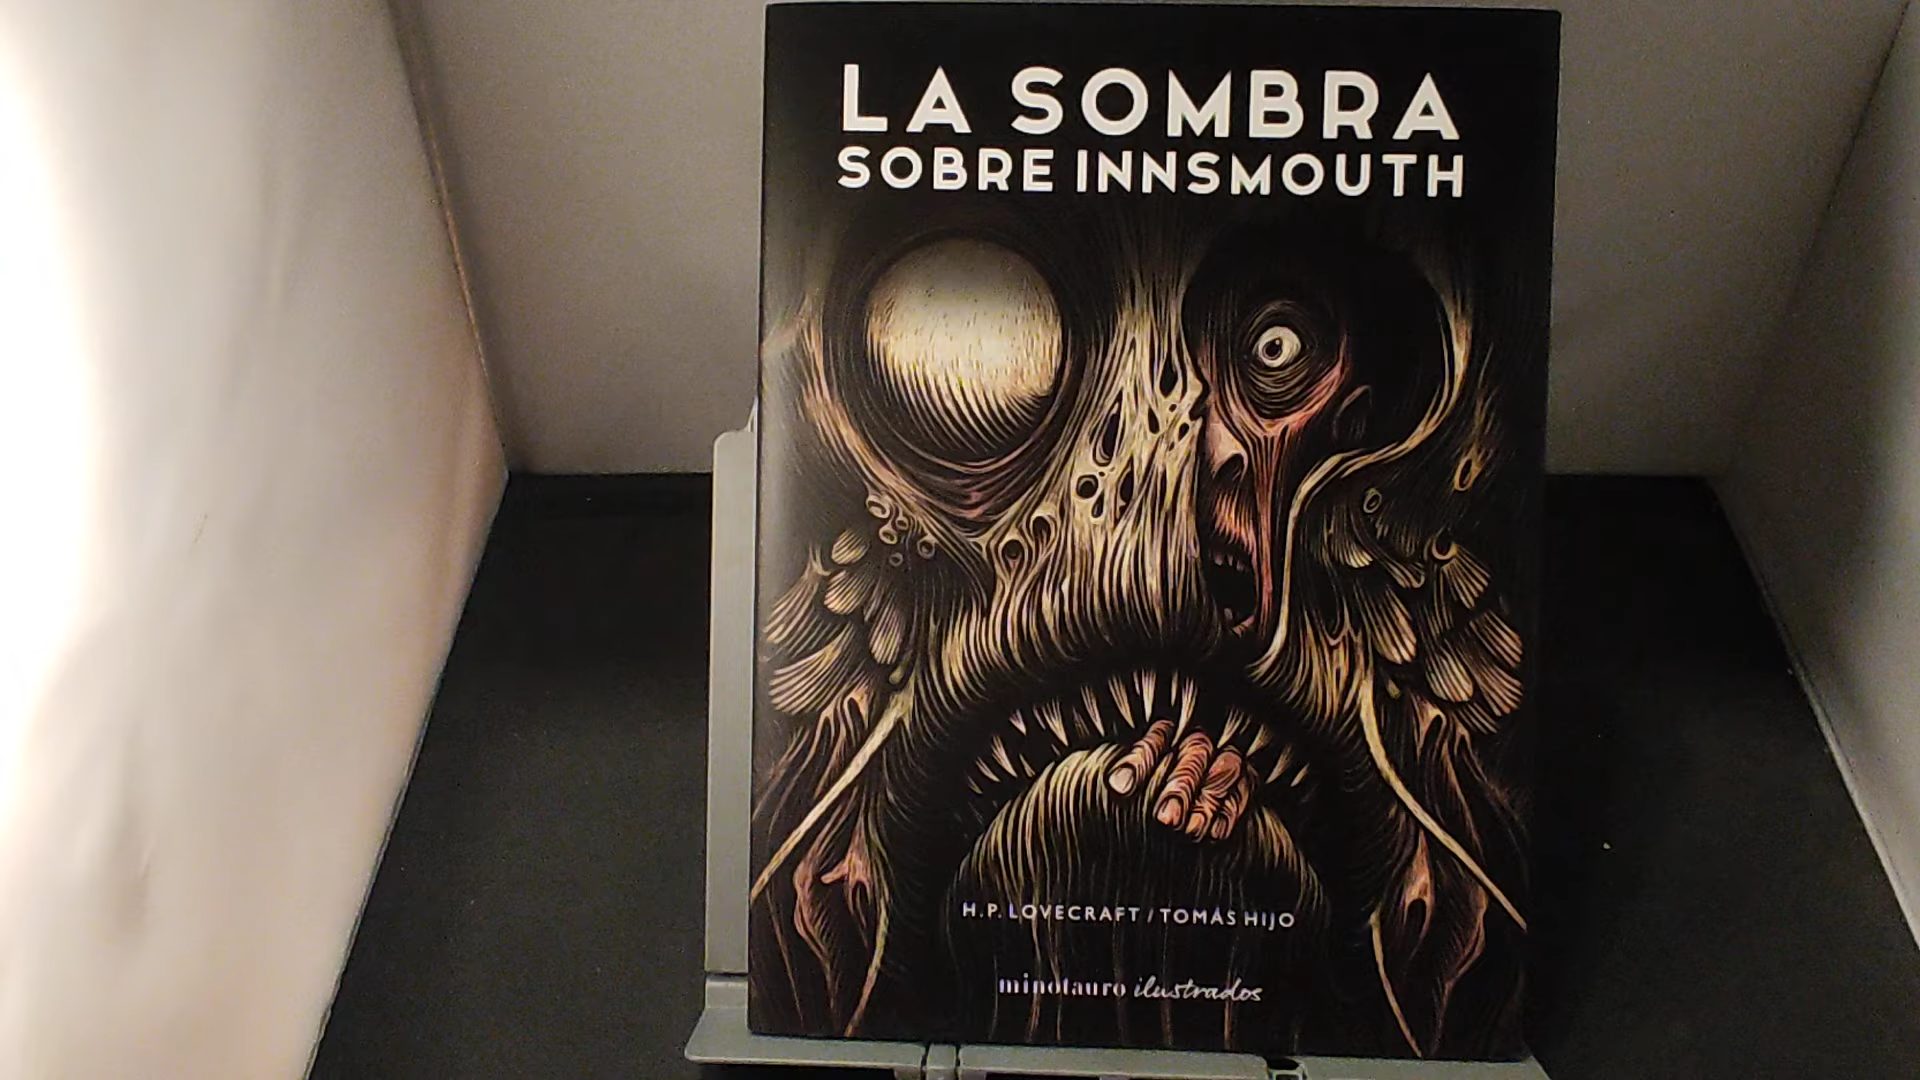 LA SOMBRA
SOBRE INNSMOUTH
H.P. LOVECRAFT / TOMÁS HIJO
minotauro ilustrados